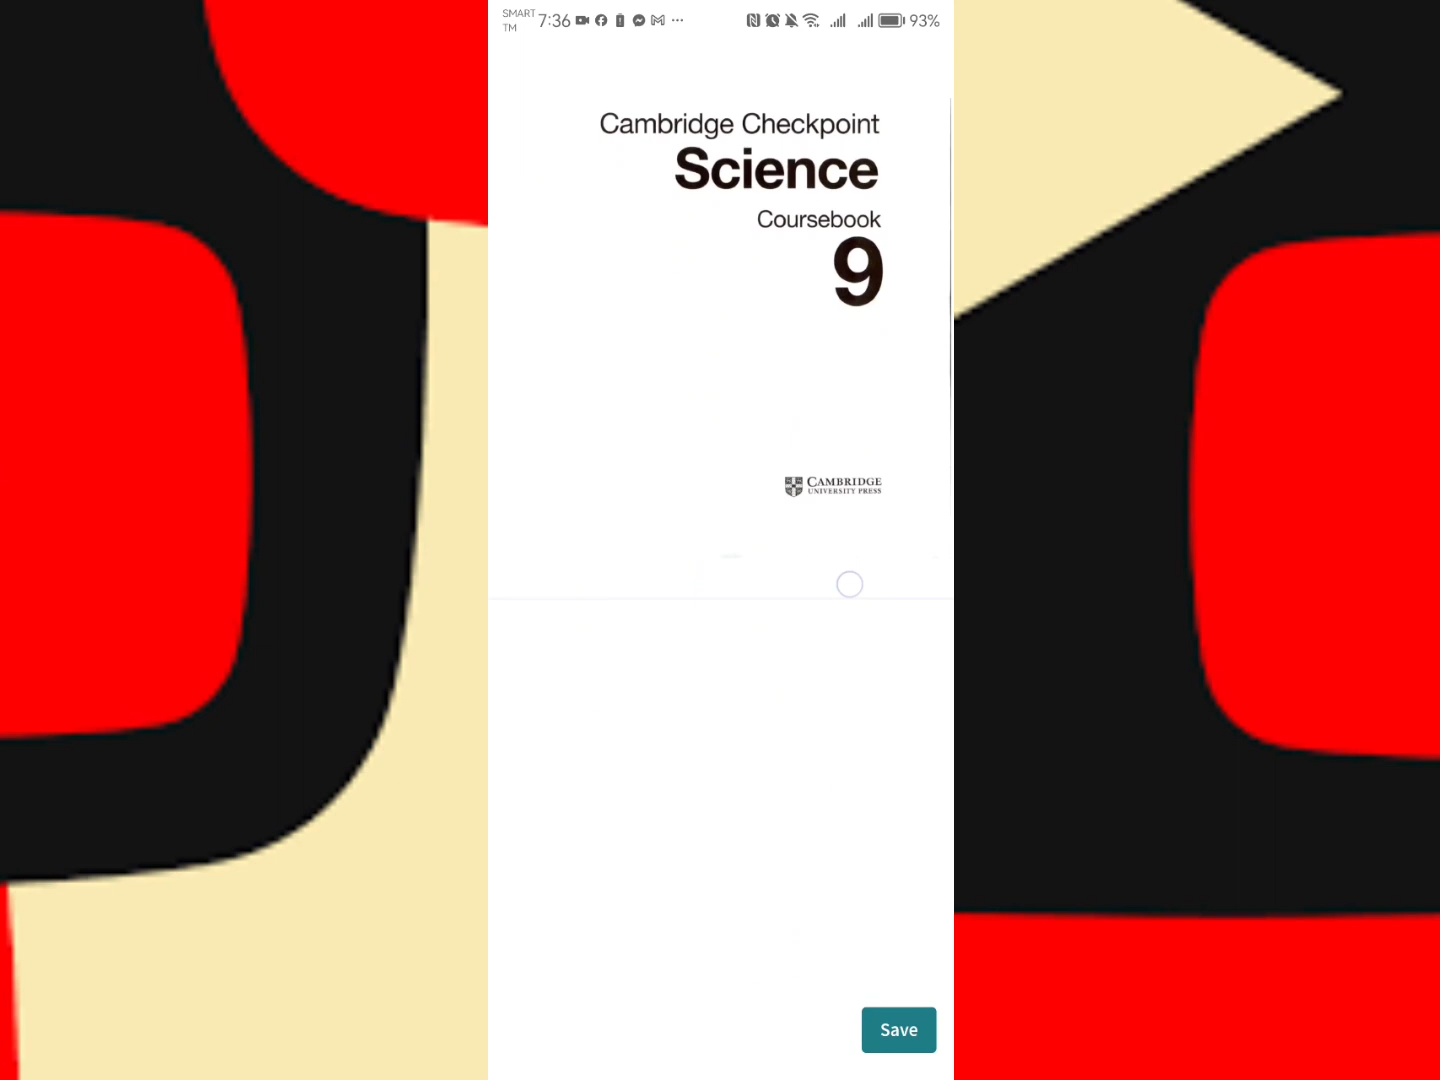 SMART
TM
7:36
93%
Cambridge Checkpoint
Science
Coursebook
9
CAMBRIDGE
UNIVERSITY PRESS
Save